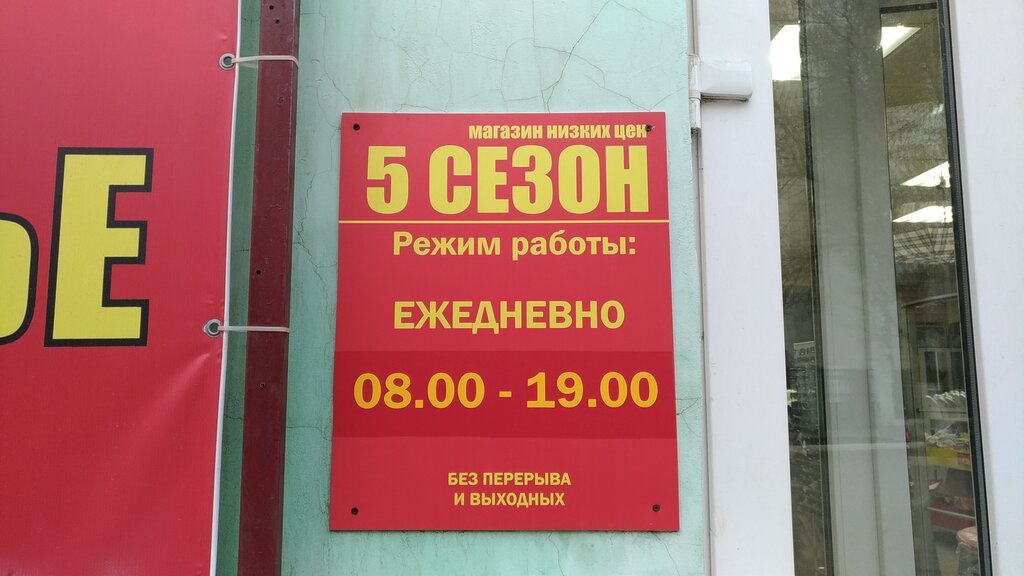 магазин низких цен
5 СЕЗОН
Режим работы:
ЕЖЕДНЕВНО
08.00 - 19.00
БЕЗ ПЕРЕРЫВА
И ВЫХОДНЫХ